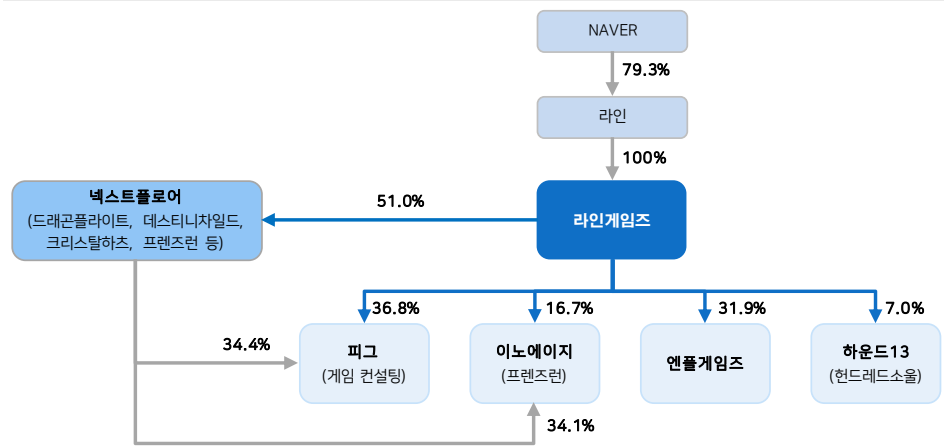 NAVER
79.3%
라인
100%
넥스트플로어
(드래곤플라이트, 데스티니차일드,
크리스탈하츠, 프렌즈런 등)
51.0%
라인게임즈
36.8%
16.7%
31.9%
7.0%
34.4%
피그
(게임 컨설팅)
이노에이지
(프렌즈런)
엔플게임즈
하운드13
(헌드레드소울)
34.1%